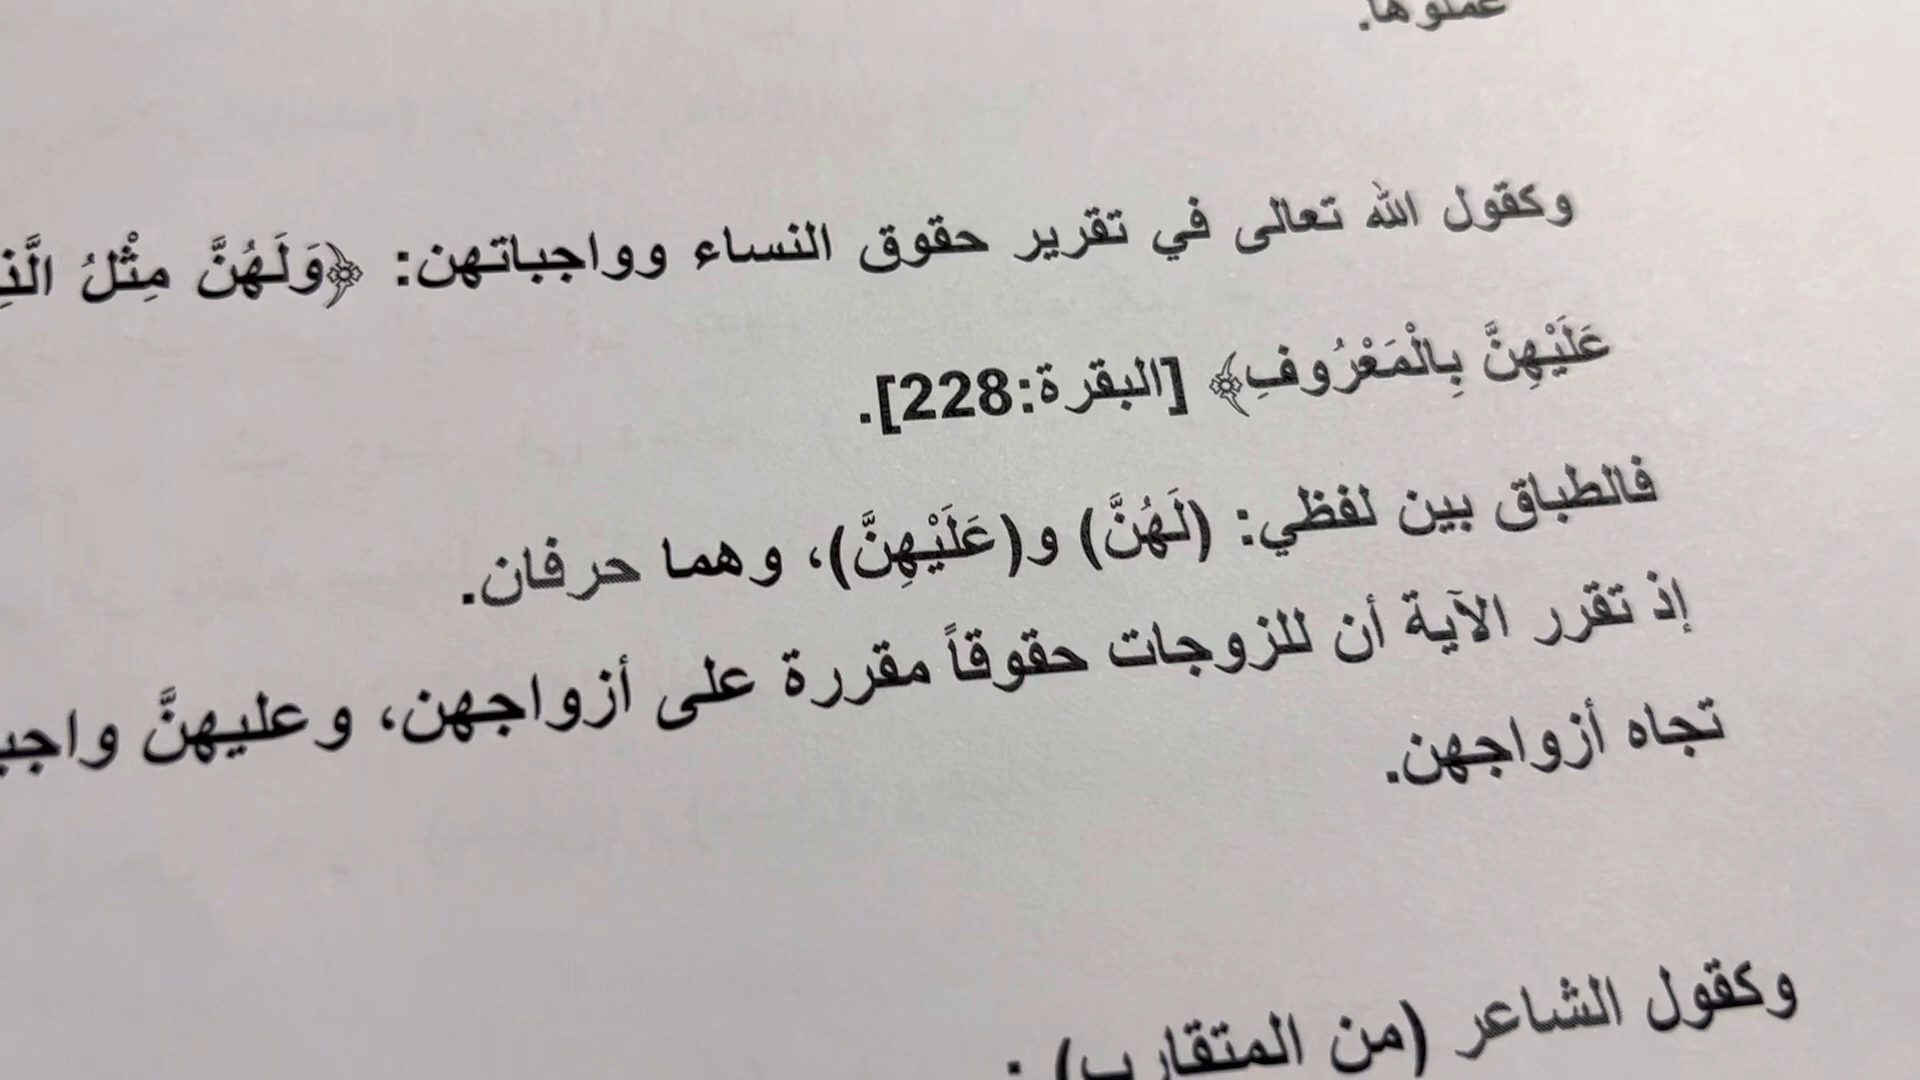 عملوها.
وكقول الله تعالى في تقرير حقوق النساء وواجباتهن: ﴿وَلَهُنَّ مِثْلُ
عَلَيْهِنَّ بِالْمَعْرُوفِ﴾ [البقرة:228].
فالطباق بين لفظي: (لَهُنَّ) و(عَلَيْهِنَّ)، وهما حرفان.
إذ تقرر الآية أن للزوجات حقوقاً مقررة على أزواجهن، وعليهنَّ
تجاه أزواجهن.
وكقول الشاعر (من المتقارب) :